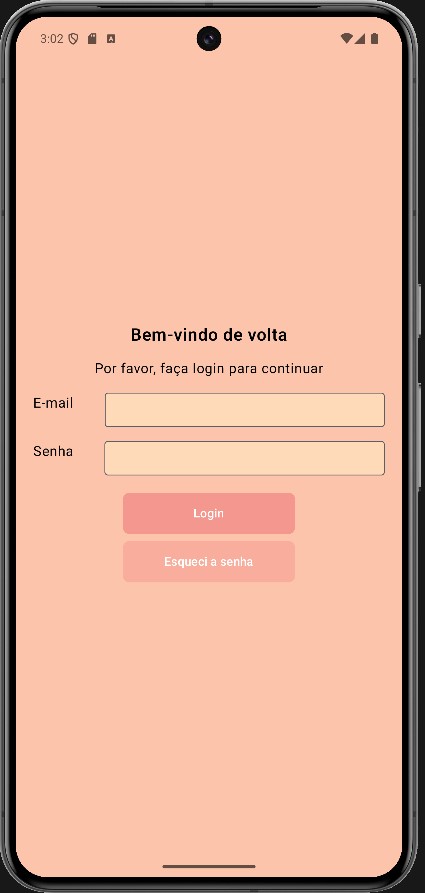 3:02
Bem-vindo de volta
Por favor, faça login para continuar
E-mail
Senha
Login
Esqueci a senha